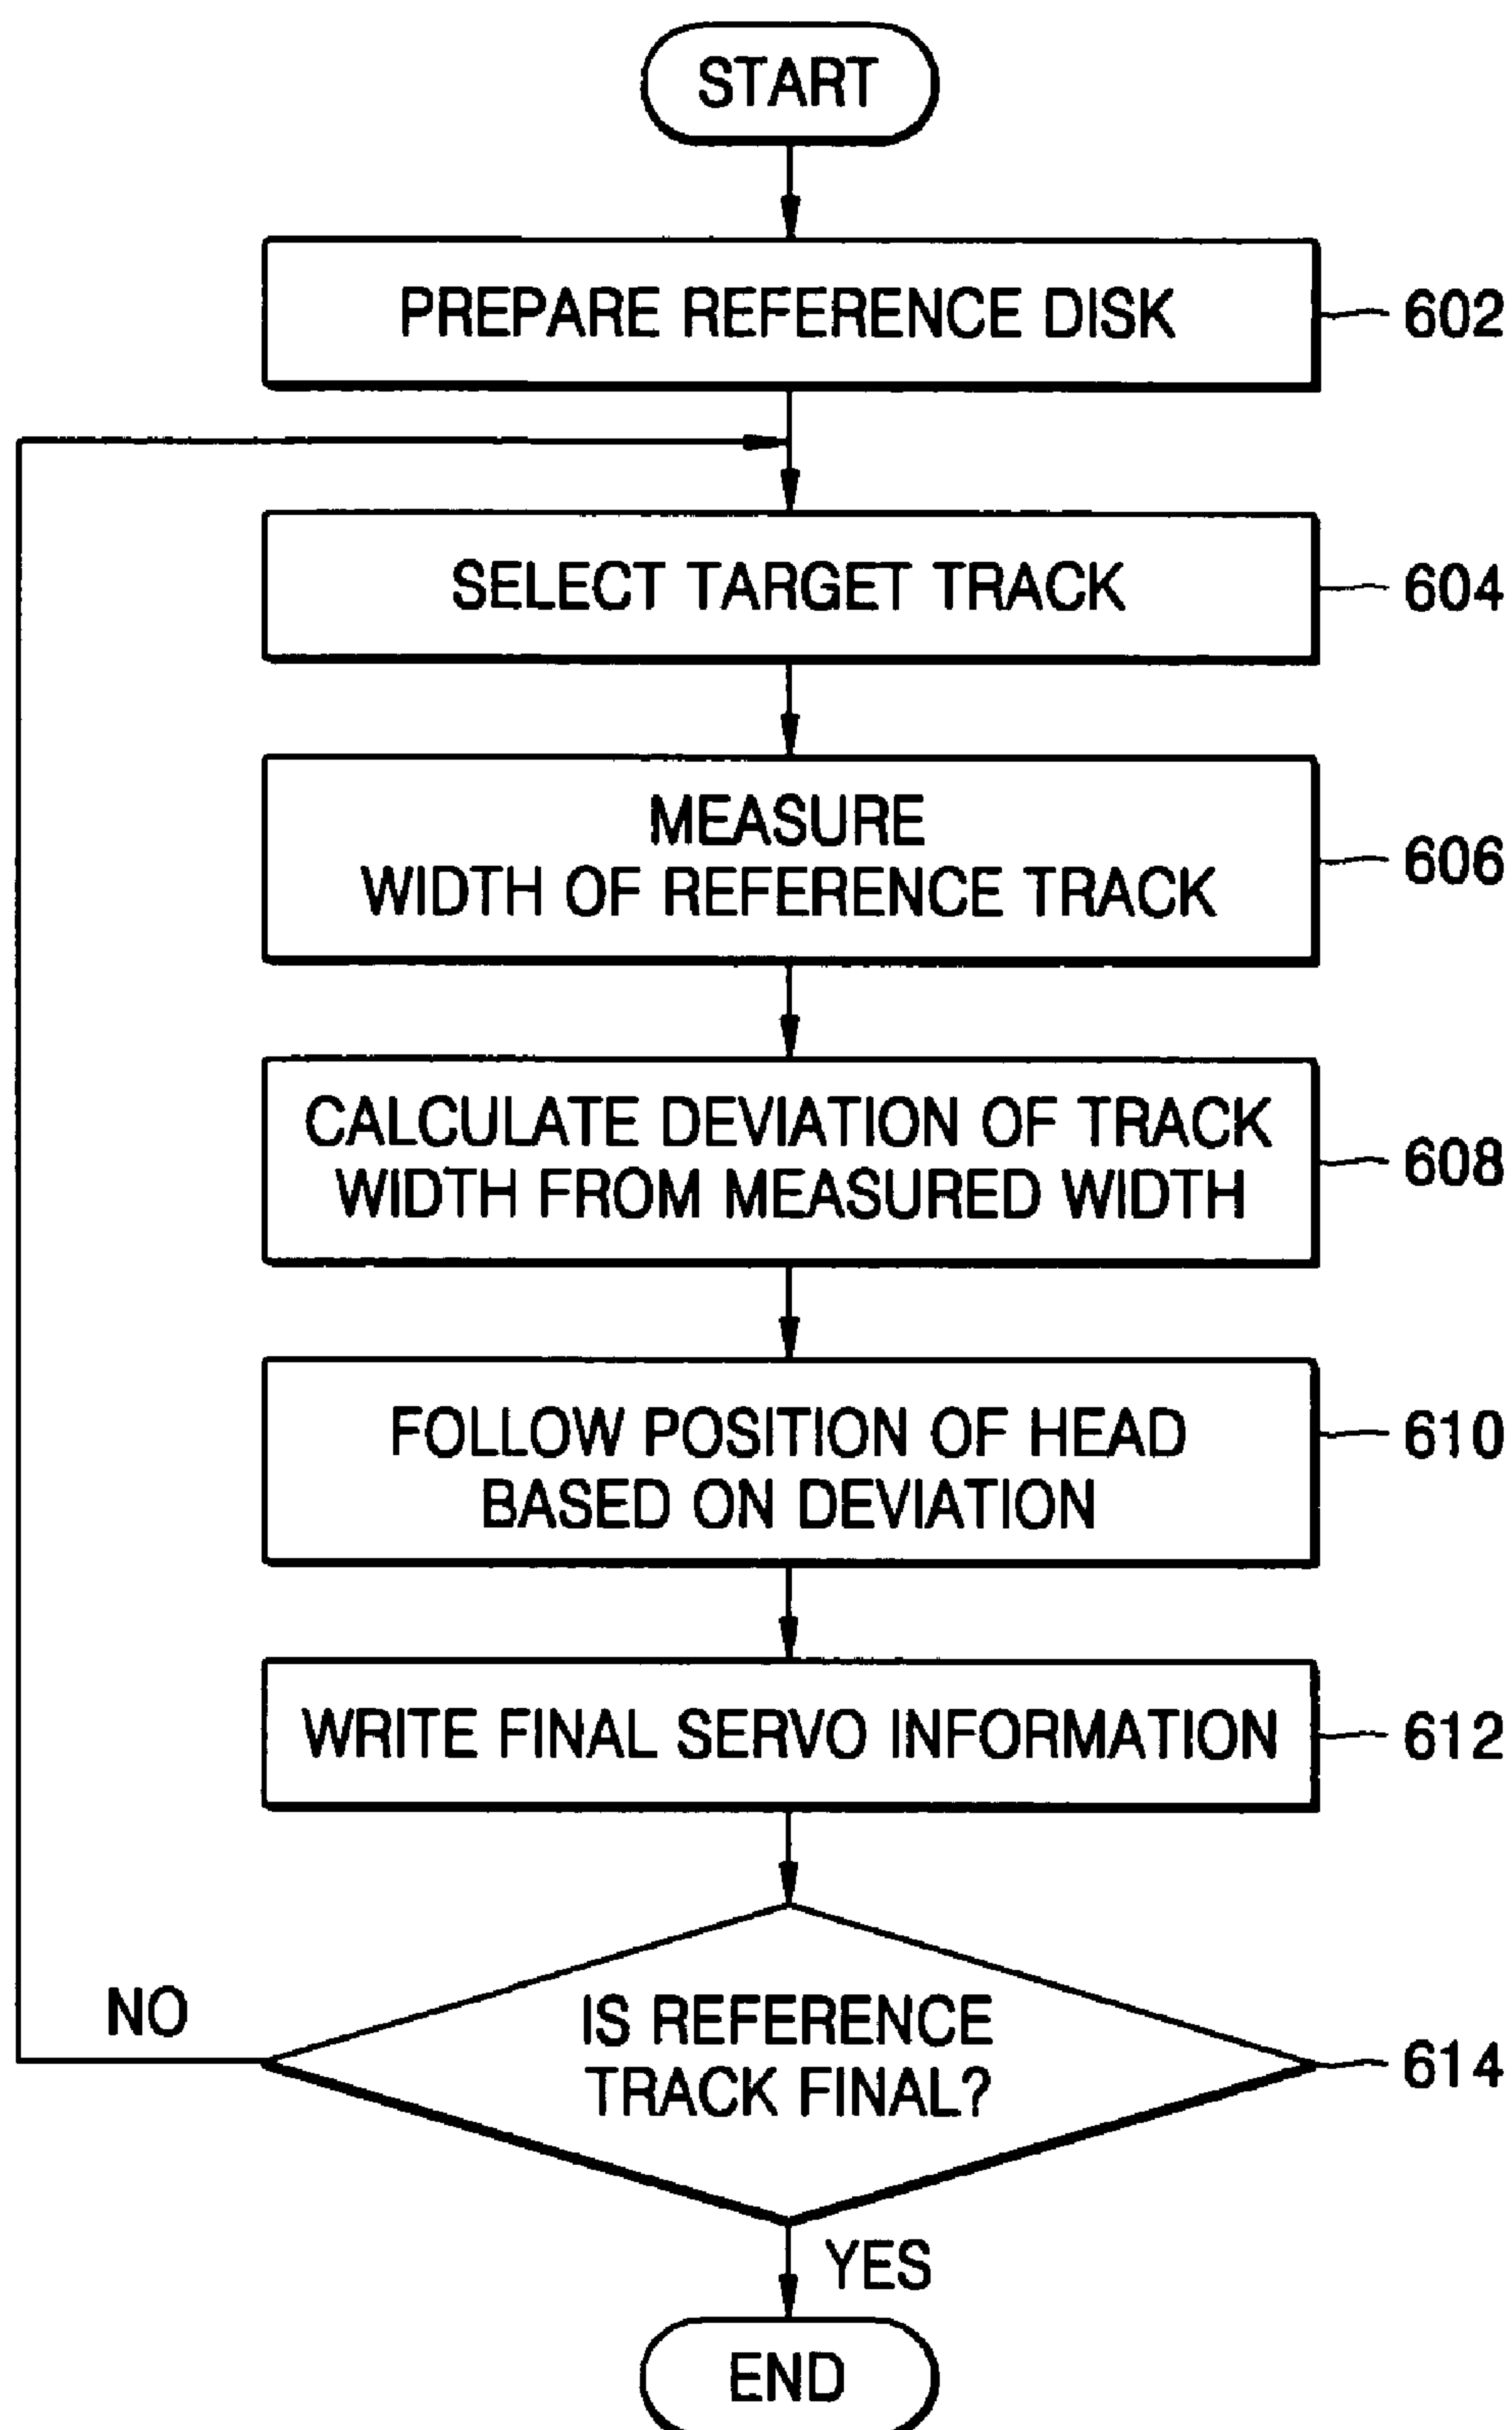 START
PREPARE REFERENCE DISK
602
SELECT TARGET TRACK
604
MEASURE
WIDTH OF REFERENCE TRACK
606
CALCULATE DEVIATION OF TRACK
WIDTH FROM MEASURED WIDTH
608
FOLLOW POSITION OF HEAD
BASED ON DEVIATION
610
WRITE FINAL SERVO INFORMATION
612
NO
IS REFERENCE
TRACK FINAL?
614
YES
END